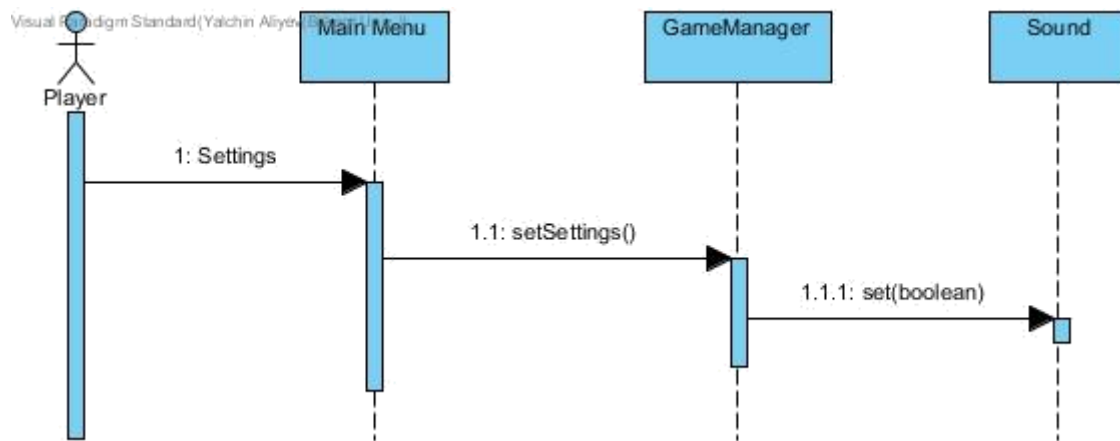 Visual Paradigm Standard(Yalchin Aliyev
Main Menu
GameManager
Sound
Player
1: Settings
1.1: setSettings()
1.1.1: set(boolean)